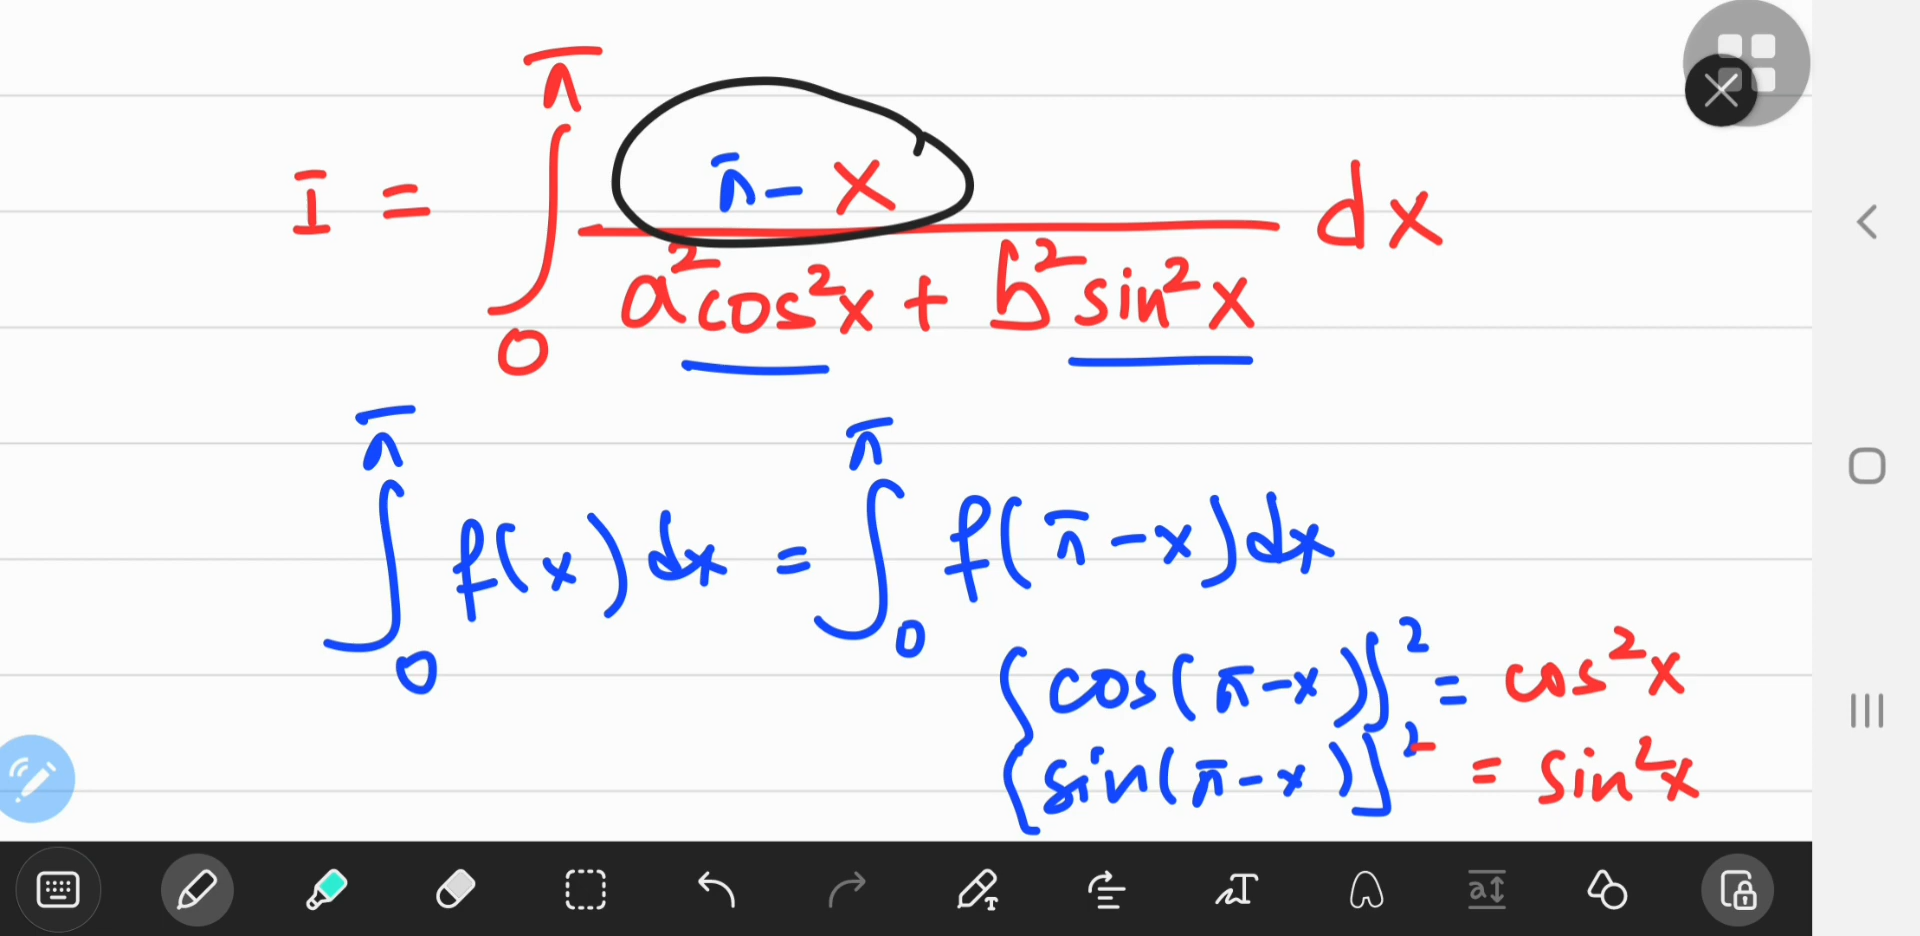 I = ∫₀^π (π - x) / (a²cos²x + b²sin²x) dx
∫₀^π f(x) dx = ∫₀^π f(π - x) dx
{cos(π - x)}² = cos²x
{sin(π - x)]² = sin²x